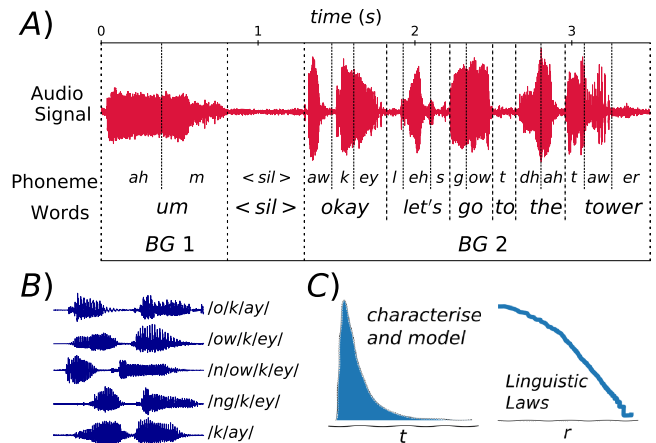 A)
time (s)
0 1 2 3
Audio
Signal
Phoneme ah m < sil > aw k ey l eh s g ow t dh ah t aw er
Words um < sil > okay let's go to the tower
BG 1 BG 2
B)
/o/k/ay/
/ow/k/ey/
/n/ow/k/ey/
/ng/k/ey/
/k/ay/
C)
characterise
and model
t
Linguistic
Laws
r